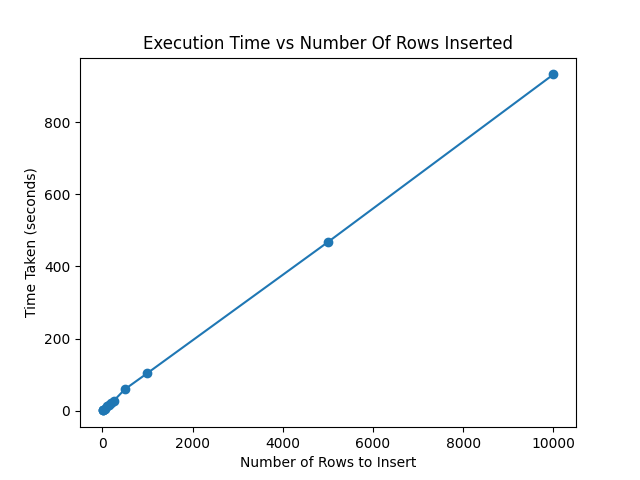 Execution Time vs Number Of Rows Inserted
800
600
400
200
0
Time Taken (seconds)
0 2000 4000 6000 8000 10000
Number of Rows to Insert